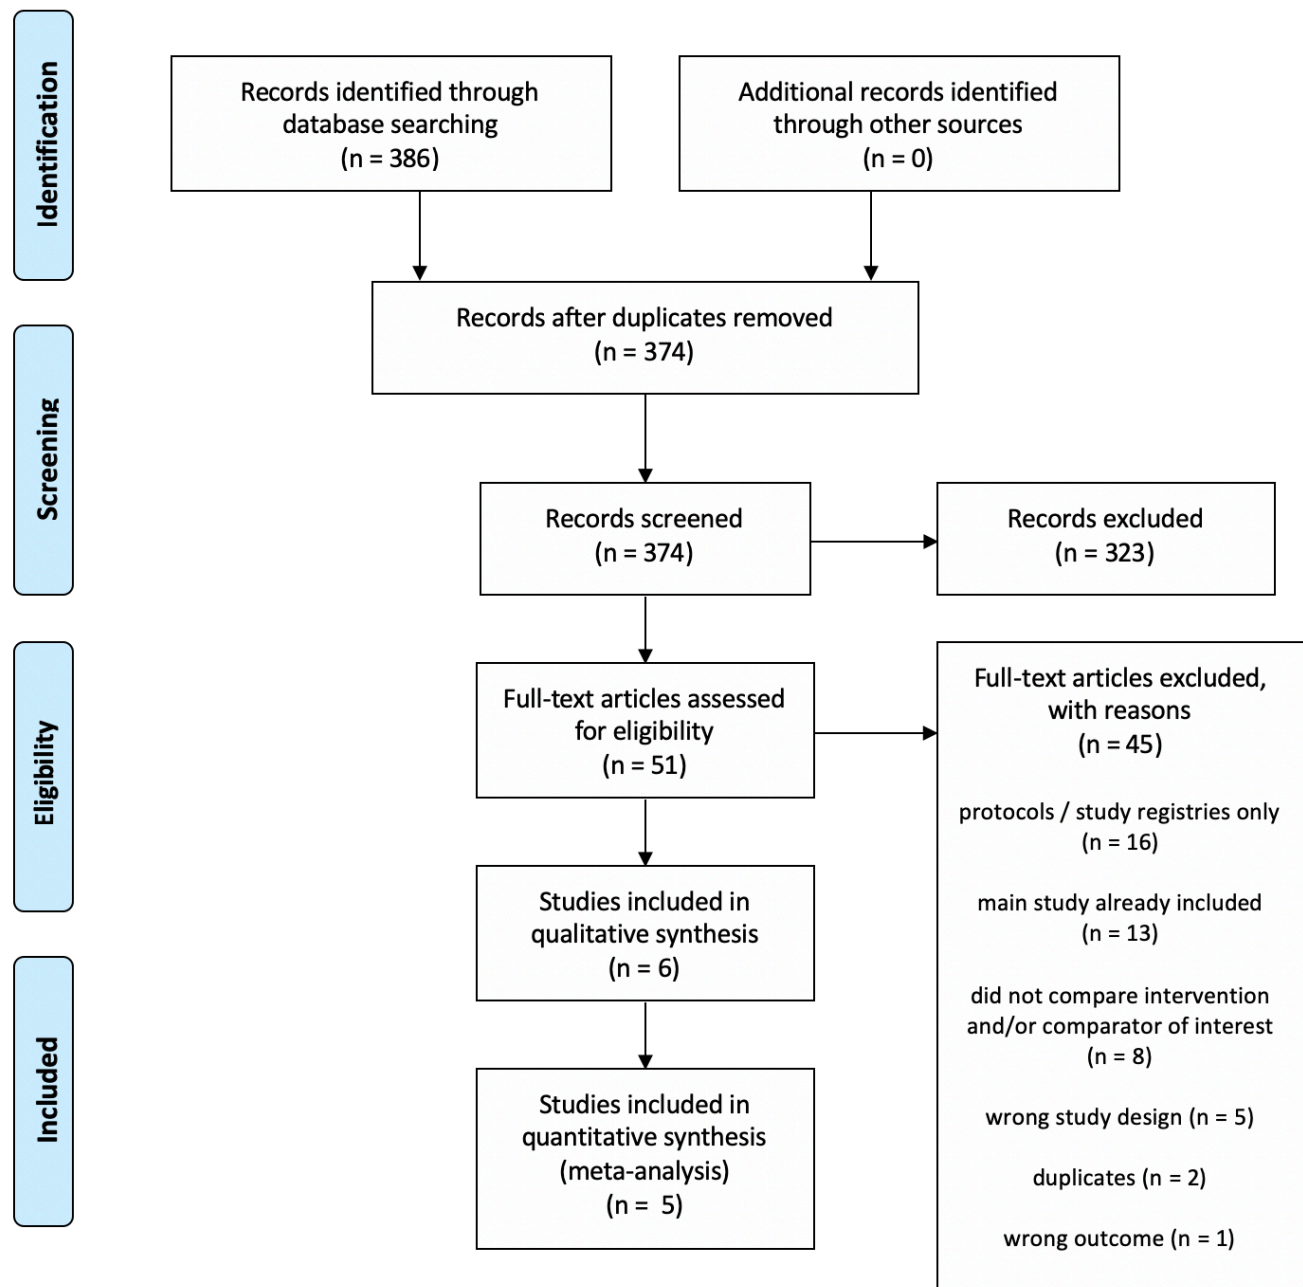 Identification
Records identified through
database searching
(n = 386)
Additional records identified
through other sources
(n = 0)
Records after duplicates removed
(n = 374)
Screening
Records screened
(n = 374)
Records excluded
(n = 323)
Eligibility
Full-text articles assessed
for eligibility
(n = 51)
Full-text articles excluded,
with reasons
(n = 45)
protocols / study registries only
(n = 16)
main study already included
(n = 13)
did not compare intervention
and/or comparator of interest
(n = 8)
wrong study design (n = 5)
duplicates (n = 2)
wrong outcome (n = 1)
Studies included in
qualitative synthesis
(n = 6)
Included
Studies included in
quantitative synthesis
(meta-analysis)
(n =  5)